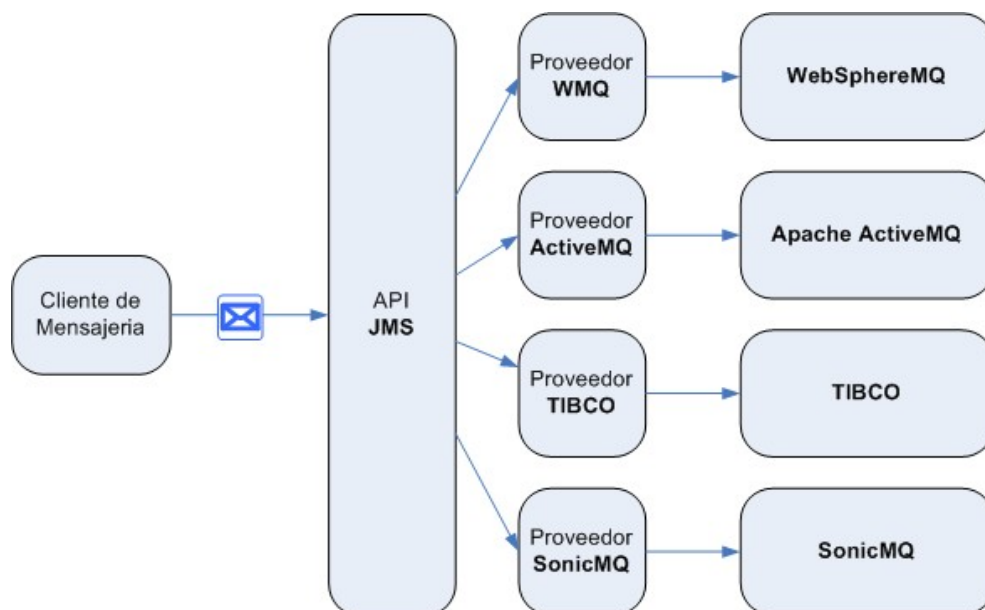 Cliente de
Mensajeria
API
JMS
Proveedor
WMQ
WebSphereMQ
Proveedor
ActiveMQ
Apache ActiveMQ
Proveedor
TIBCO
TIBCO
Proveedor
SonicMQ
SonicMQ